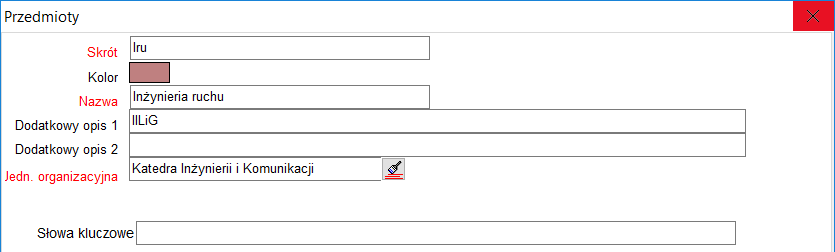 Przedmioty
Skrót Iru
Kolor
Nazwa Inżynieria ruchu
Dodatkowy opis 1 IILiG
Dodatkowy opis 2
Jedn. organizacyjna Katedra Inżynierii i Komunikacji
Słowa kluczowe